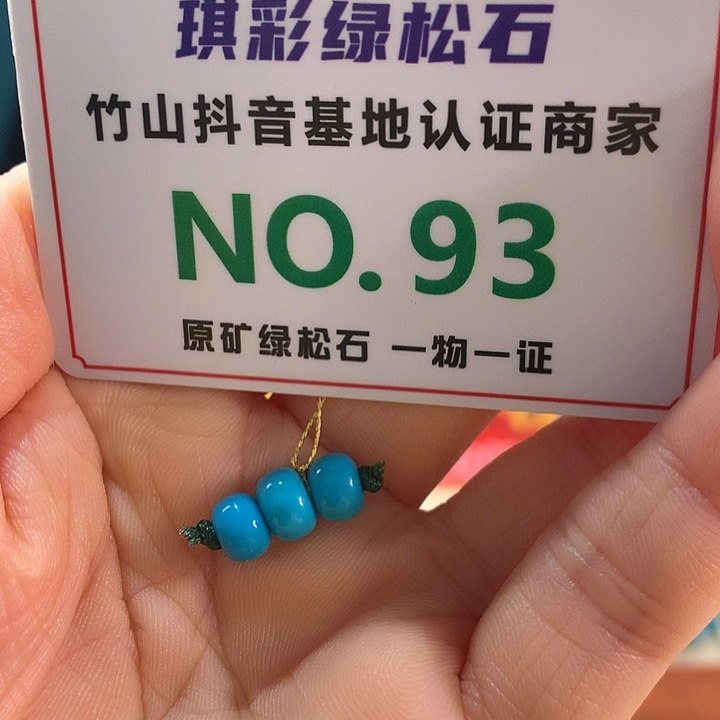 琪彩绿松石
竹山抖音基地认证商家
NO.93
原矿绿松石 一物一证